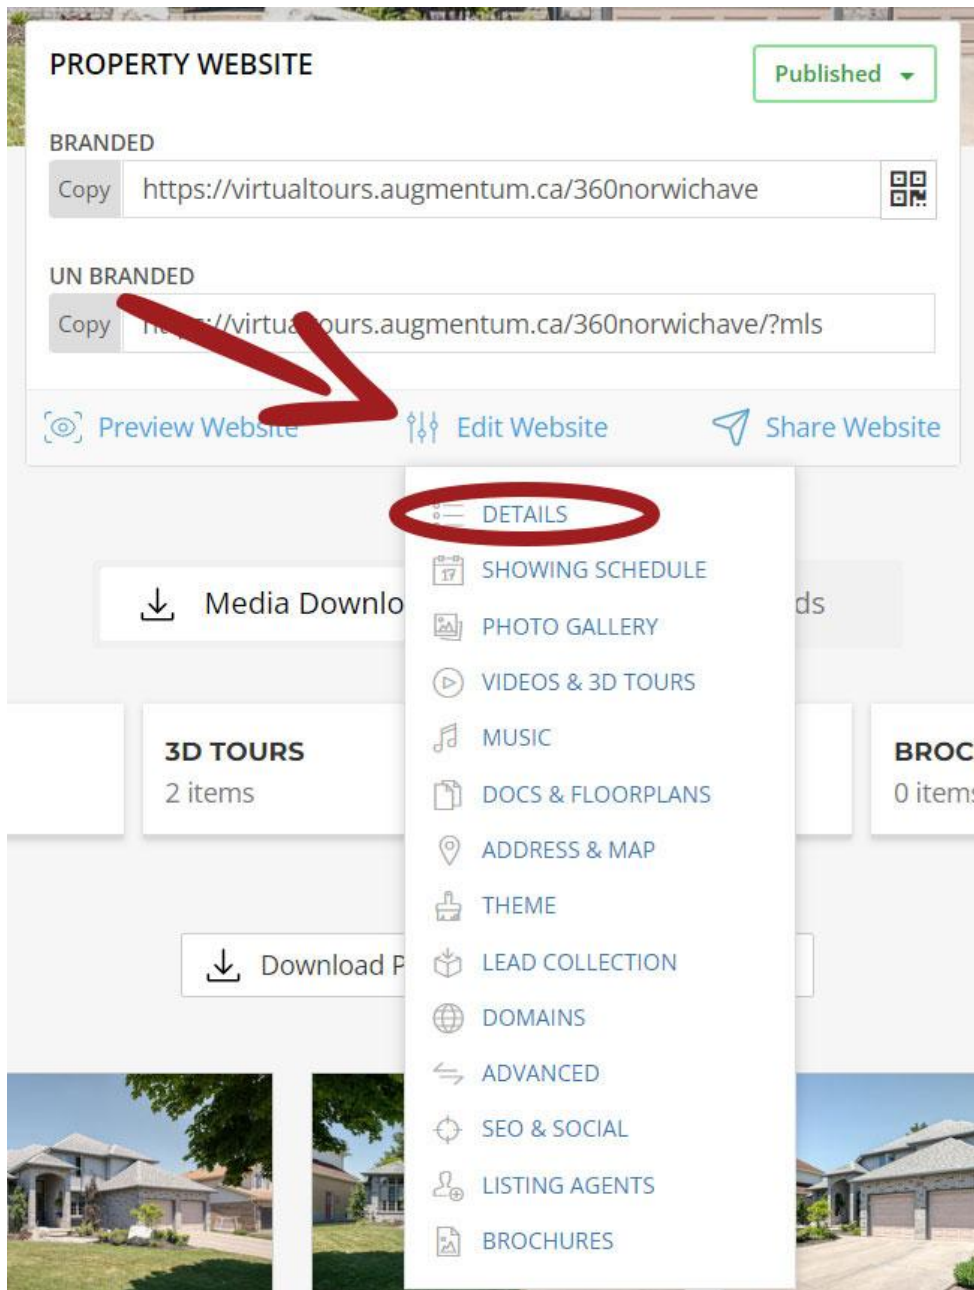 PROPERTY WEBSITE
Published
BRANDED
Copy
https://virtualtours.augmentum.ca/360norwichave
UN BRANDED
Copy
https://virtualtours.augmentum.ca/360norwichave/?mls
Preview Website
Edit Website
Share Website
DETAILS
17
SHOWING SCHEDULE
Media Downlo
ds
PHOTO GALLERY
VIDEOS & 3D TOURS
MUSIC
3D TOURS
2 items
BROC
0 items
DOCS & FLOORPLANS
ADDRESS & MAP
THEME
Download P
LEAD COLLECTION
DOMAINS
ADVANCED
SEO & SOCIAL
LISTING AGENTS
BROCHURES